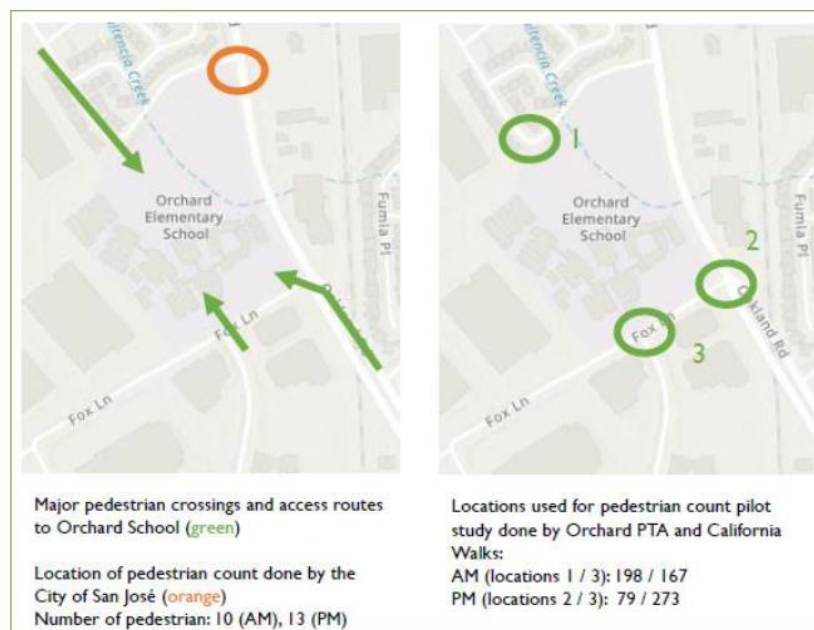 Orchard
Elementary
School
Fumia Pl
Fox Ln
Fox Ln
Major pedestrian crossings and access routes
to Orchard School (green)
Location of pedestrian count done by the
City of San José (orange)
Number of pedestrian: 10 (AM), 13 (PM)
Creek
1
Orchard
Elementary
School
2
Fumia Pl
Oakland Rd
Fox Ln
3
Fox Ln
Locations used for pedestrian count pilot
study done by Orchard PTA and California
Walks:
AM (locations 1 / 3): 198 / 167
PM (locations 2 / 3): 79 / 273